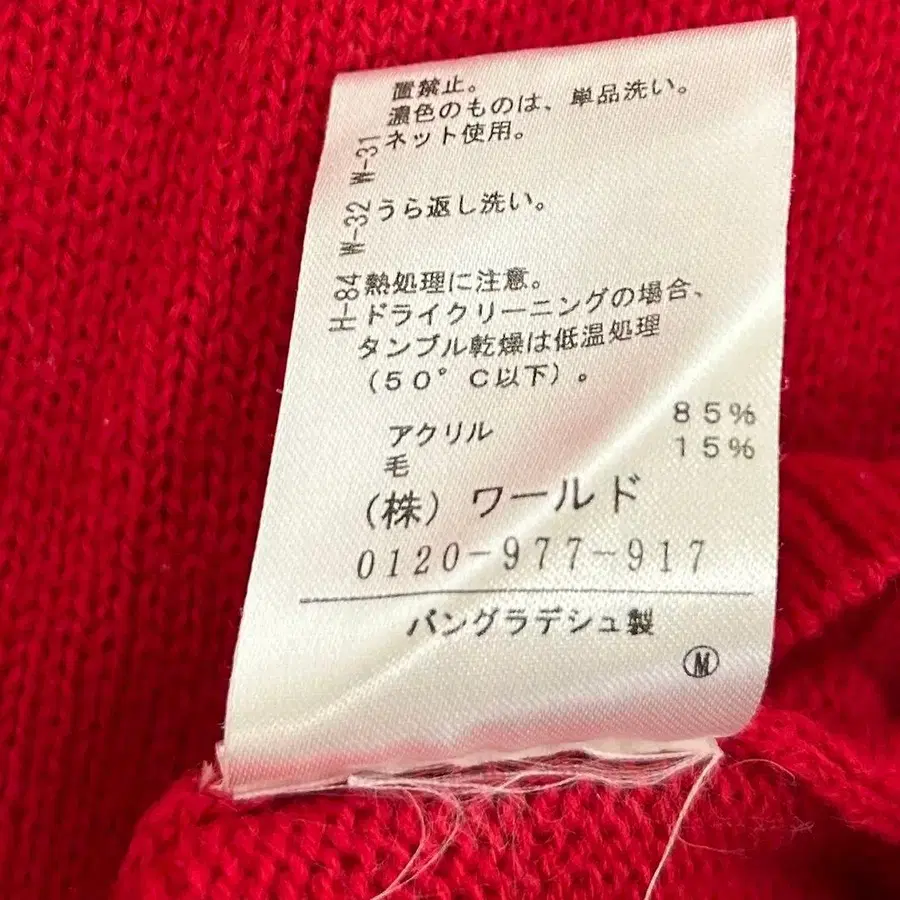 置禁止。
濃色のものは、単品洗い。
W-31 ネット使用。
W-32 うら返し洗い。
H-84 熱処理に注意。
ドライクリーニングの場合、
タンブル乾燥は低温処理
(50°C以下)。
アクリル 85%
毛 15%
(株)ワールド
0120-977-917
バングラデシュ製
Ⓜ